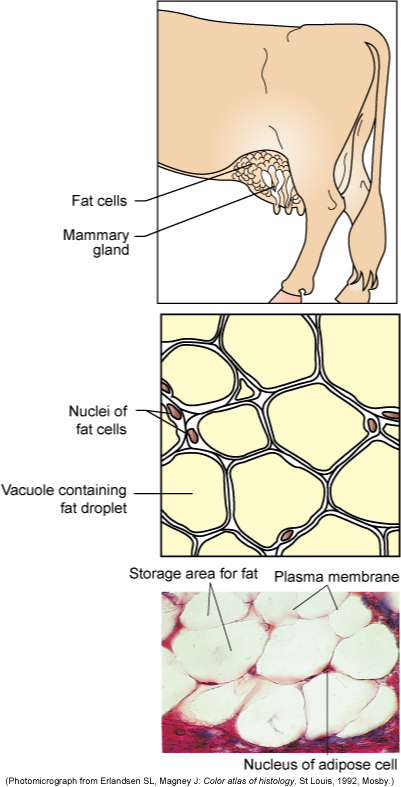 Fat cells
Mammary
gland
Nuclei of
fat cells
Vacuole containing
fat droplet
Storage area for fat
Plasma membrane
Nucleus of adipose cell
(Photomicrograph from Erlandsen SL, Magney J: Color atlas of histology, St Louis, 1992, Mosby.)